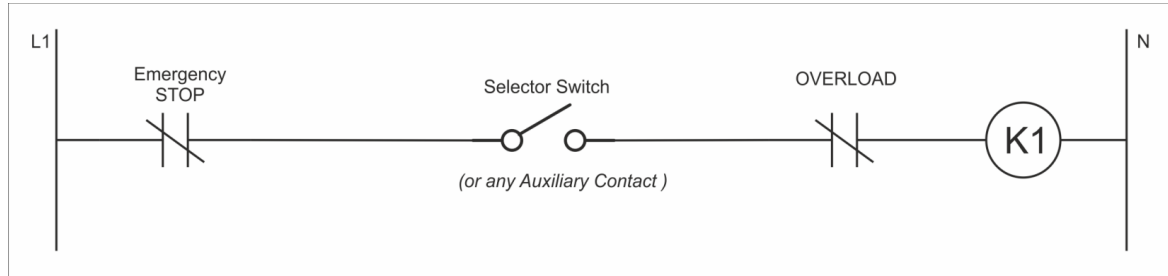 L1
N
Emergency
STOP
Selector Switch
OVERLOAD
K1
(or any Auxiliary Contact )